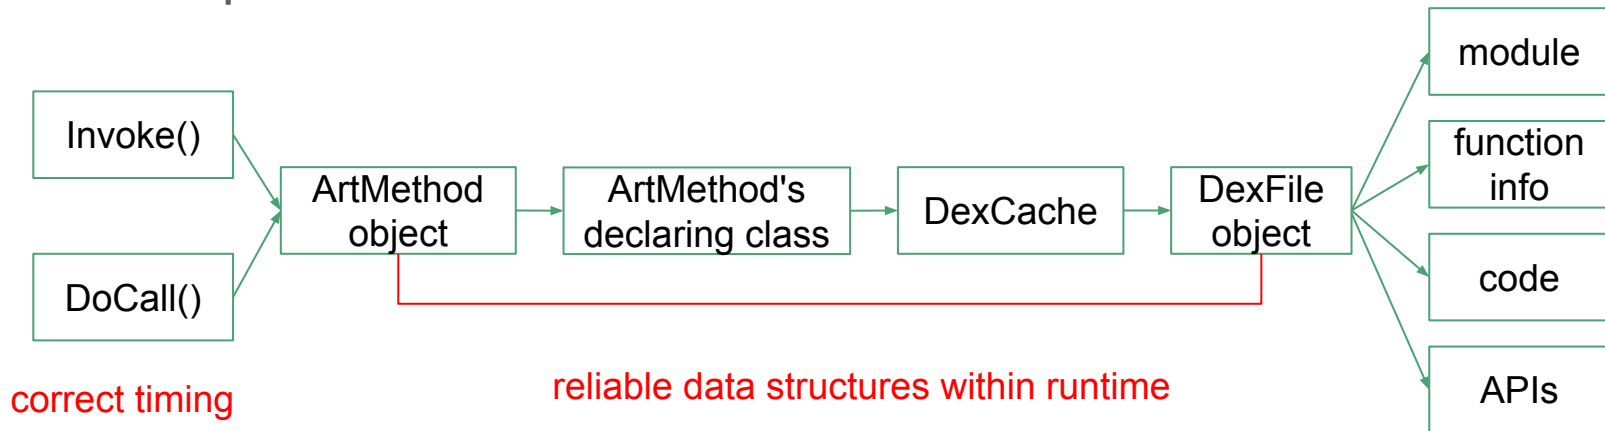 Invoke()
DoCall()
correct timing
ArtMethod
object
ArtMethod's
declaring class
DexCache
DexFile
object
reliable data structures within runtime
module
function
info
code
APIs